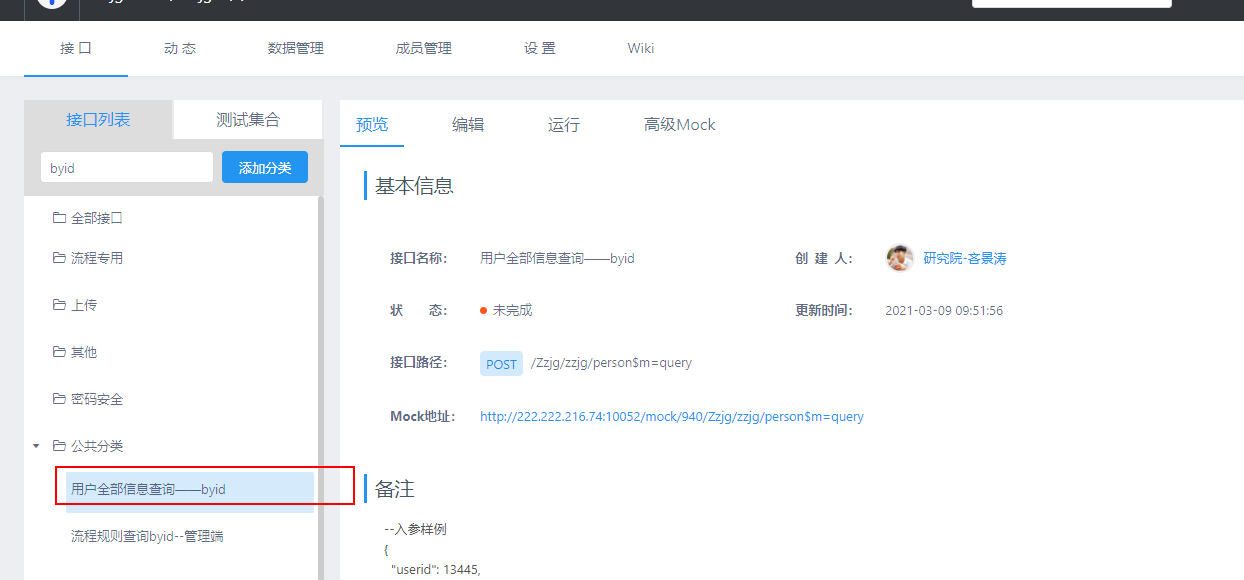 接 口
动 态
数据管理
成员管理
设 置
Wiki
接口列表
测试集合
byid
添加分类
全部接口
流程专用
上传
其他
密码安全
公共分类
用户全部信息查询——byid
流程规则查询byid--管理端
预览
编辑
运行
高级Mock
基本信息
接口名称: 用户全部信息查询——byid
创 建 人: 研究院-吝景涛
状 态: 未完成
更新时间: 2021-03-09 09:51:56
接口路径: POST /Zzjg/zzjg/person$m=query
Mock地址: http://222.222.216.74:10052/mock/940/Zzjg/zzjg/person$m=query
备注
--入参样例
{
"userid": 13445,